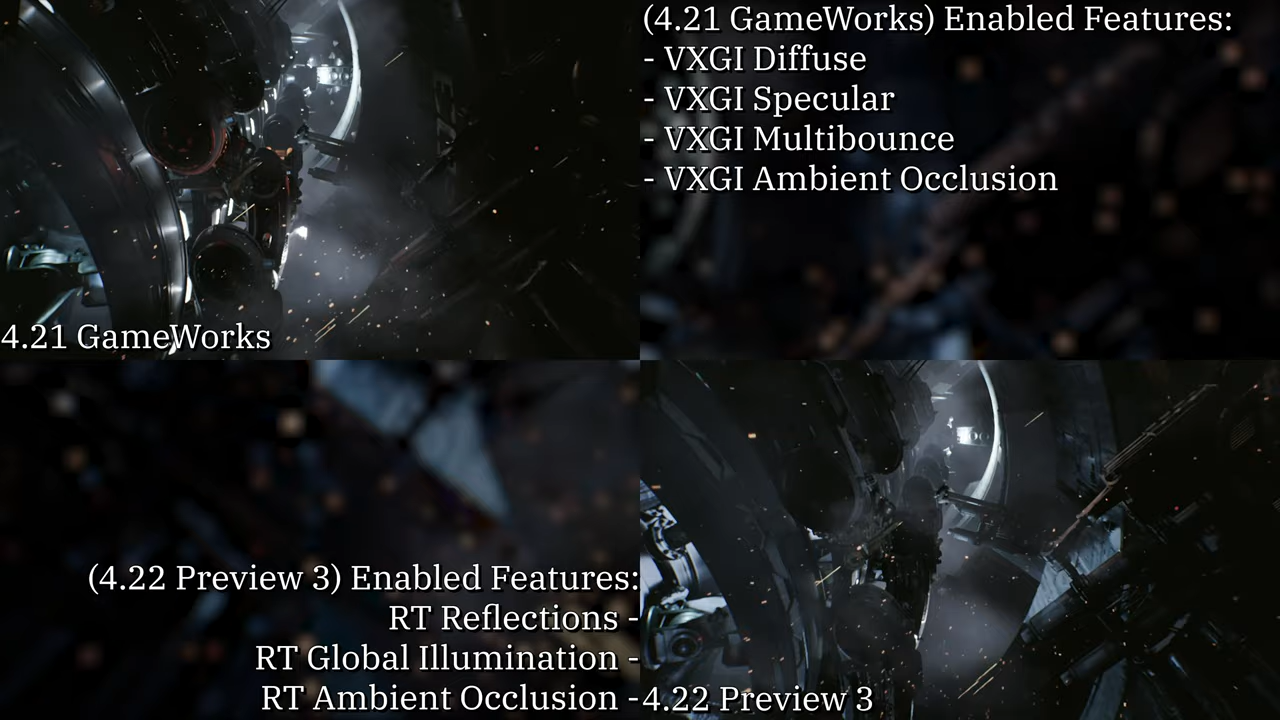 (4.21 GameWorks) Enabled Features:
- VXGI Diffuse
- VXGI Specular
- VXGI Multibounce
- VXGI Ambient Occlusion
4.21 GameWorks
(4.22 Preview 3) Enabled Features:
RT Reflections -
RT Global Illumination -
RT Ambient Occlusion -
4.22 Preview 3